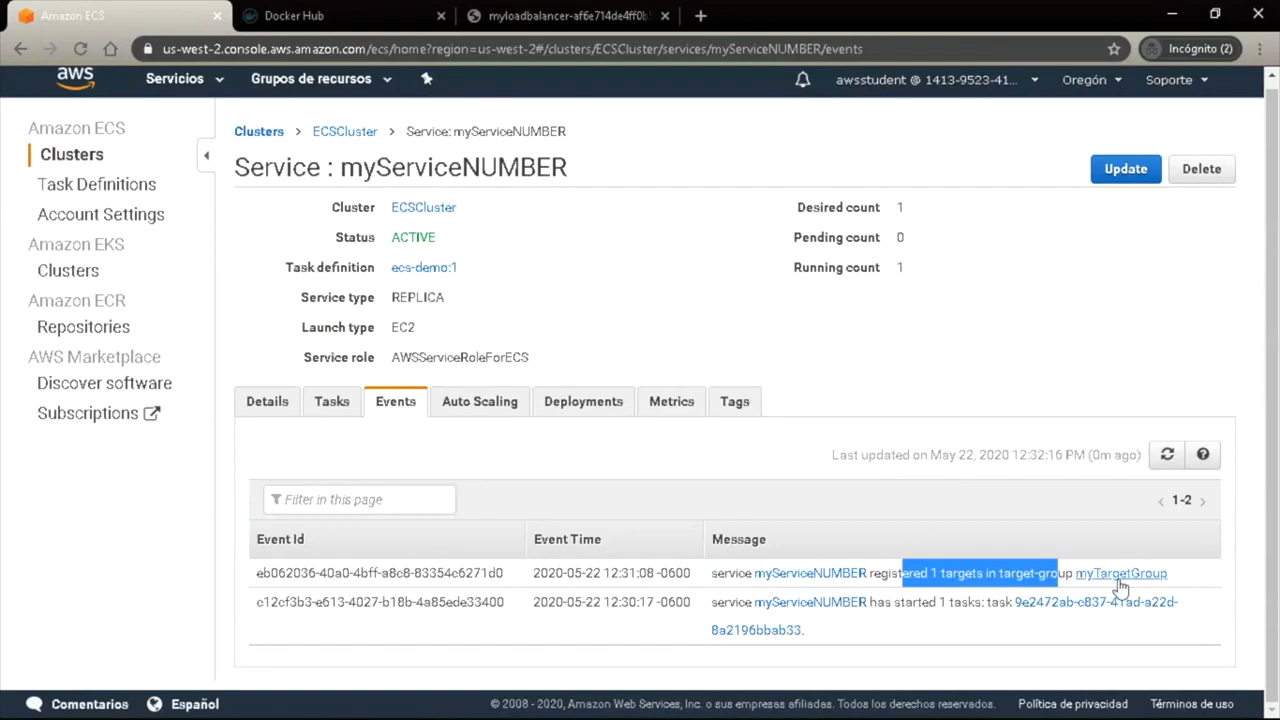 Amazon ECS
Docker Hub
myloadbalancer-af6e714de4ff0b
us-west-2.console.aws.amazon.com/ecs/home?region=us-west-2#/clusters/ECSCluster/services/myServiceNUMBER/events
Incógnito (2)
aws
Servicios
Grupos de recursos
awsstudent @ 1413-9523-41...
Oregón
Soporte
Amazon ECS
Clusters
Task Definitions
Account Settings
Amazon EKS
Clusters
Amazon ECR
Repositories
AWS Marketplace
Discover software
Subscriptions
Clusters > ECSCluster > Service: myServiceNUMBER
Service : myServiceNUMBER
Update
Delete
Cluster ECSCluster
Status ACTIVE
Task definition ecs-demo:1
Service type REPLICA
Launch type EC2
Service role AWSServiceRoleForECS
Desired count 1
Pending count 0
Running count 1
Details
Tasks
Events
Auto Scaling
Deployments
Metrics
Tags
Last updated on May 22, 2020 12:32:16 PM (0m ago)
Filter in this page
< 1-2 >
Event Id Event Time Message
eb062036-40a0-4bff-a8c8-83354c6271d0 2020-05-22 12:31:08 -0600 service myServiceNUMBER registered 1 targets in target-group myTargetGroup
c12cf3b3-e613-4027-b18b-4a85ede33400 2020-05-22 12:30:17 -0600 service myServiceNUMBER has started 1 tasks: task 9e2472ab-c837-41ad-a22d-
8a2196bbab33.
Comentarios
Español
© 2008 - 2020, Amazon Web Services, Inc. o sus empresas afiliadas. Todos los derechos reservados.
Política de privacidad
Términos de uso